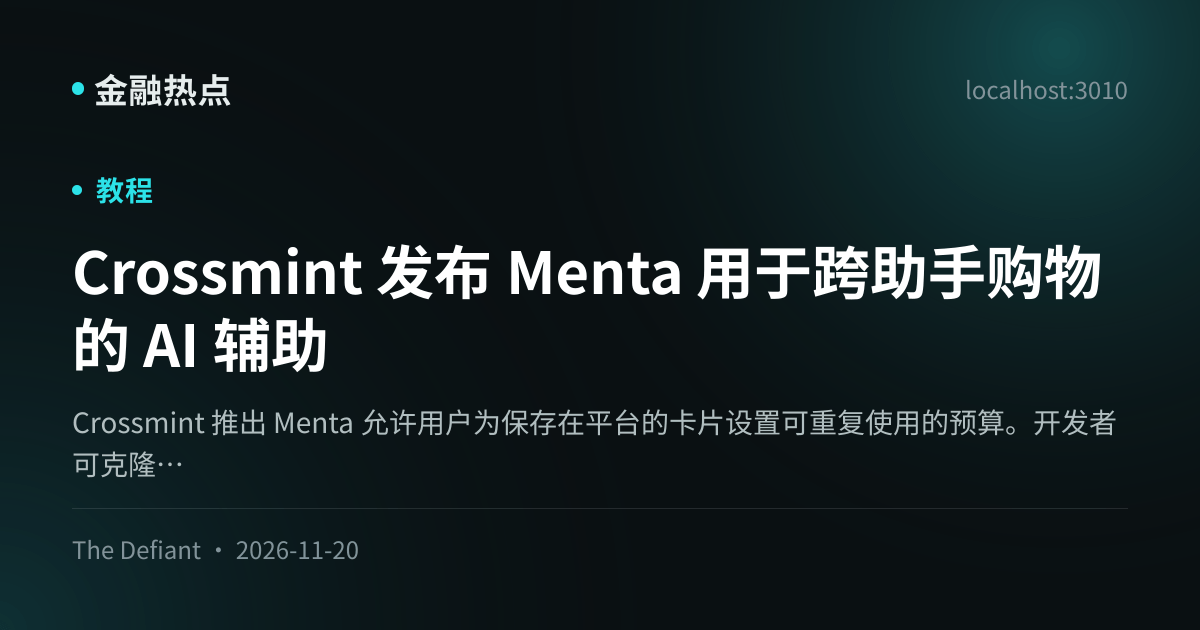 金融热点
localhost:3010
教程
Crossmint 发布 Menta 用于跨助手购物
的 AI 辅助
Crossmint 推出 Menta 允许用户为保存在平台的卡片设置可重复使用的预算。开发者
可克隆…
The Defiant • 2026-11-20